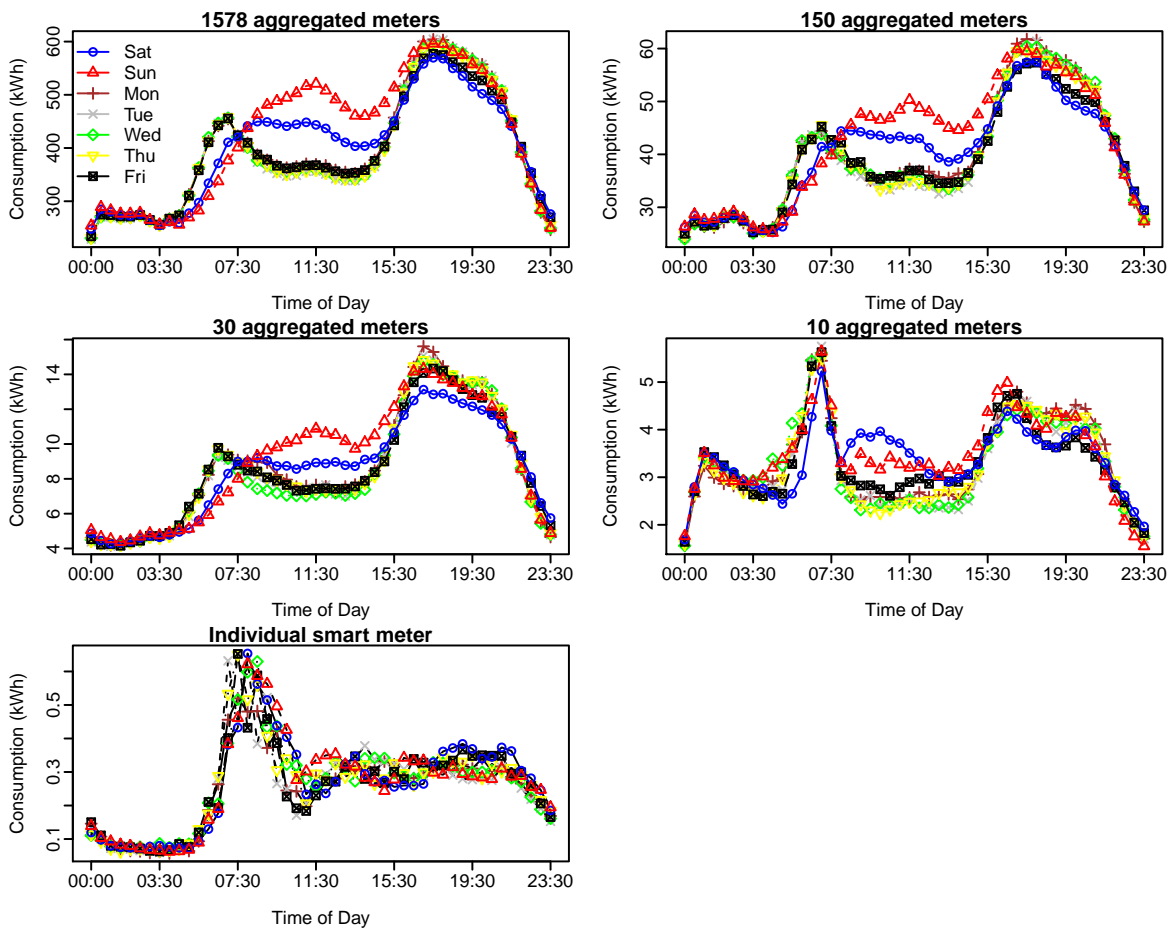 1578 aggregated meters
Consumption (kWh)
300 400 500 600
Sat
Sun
Mon
Tue
Wed
Thu
Fri
00:00 03:30 07:30 11:30 15:30 19:30 23:30
Time of Day
150 aggregated meters
Consumption (kWh)
30 40 50 60
00:00 03:30 07:30 11:30 15:30 19:30 23:30
Time of Day
30 aggregated meters
Consumption (kWh)
4 6 8 10 14
00:00 03:30 07:30 11:30 15:30 19:30 23:30
Time of Day
10 aggregated meters
Consumption (kWh)
2 3 4 5
00:00 03:30 07:30 11:30 15:30 19:30 23:30
Time of Day
Individual smart meter
Consumption (kWh)
0.1 0.3 0.5
00:00 03:30 07:30 11:30 15:30 19:30 23:30
Time of Day